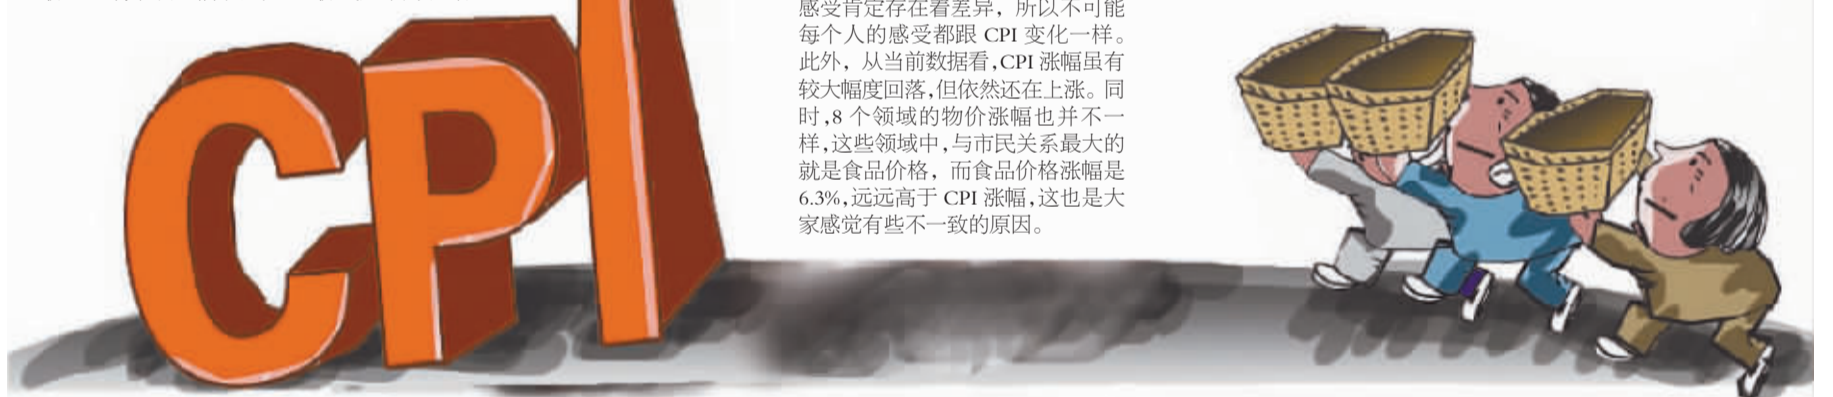 CPI
感受肯定存在着差异，所以不可能
每个人的感受都跟 CPI 变化一样。
此外，从当前数据看，CPI 涨幅虽有
较大幅度回落，但依然还在上涨。同
时，8 个领域的物价涨幅也并不一
样，这些领域中，与市民关系最大的
就是食品价格，而食品价格涨幅是
6.3%，远远高于 CPI 涨幅，这也是大
家感觉有些不一致的原因。